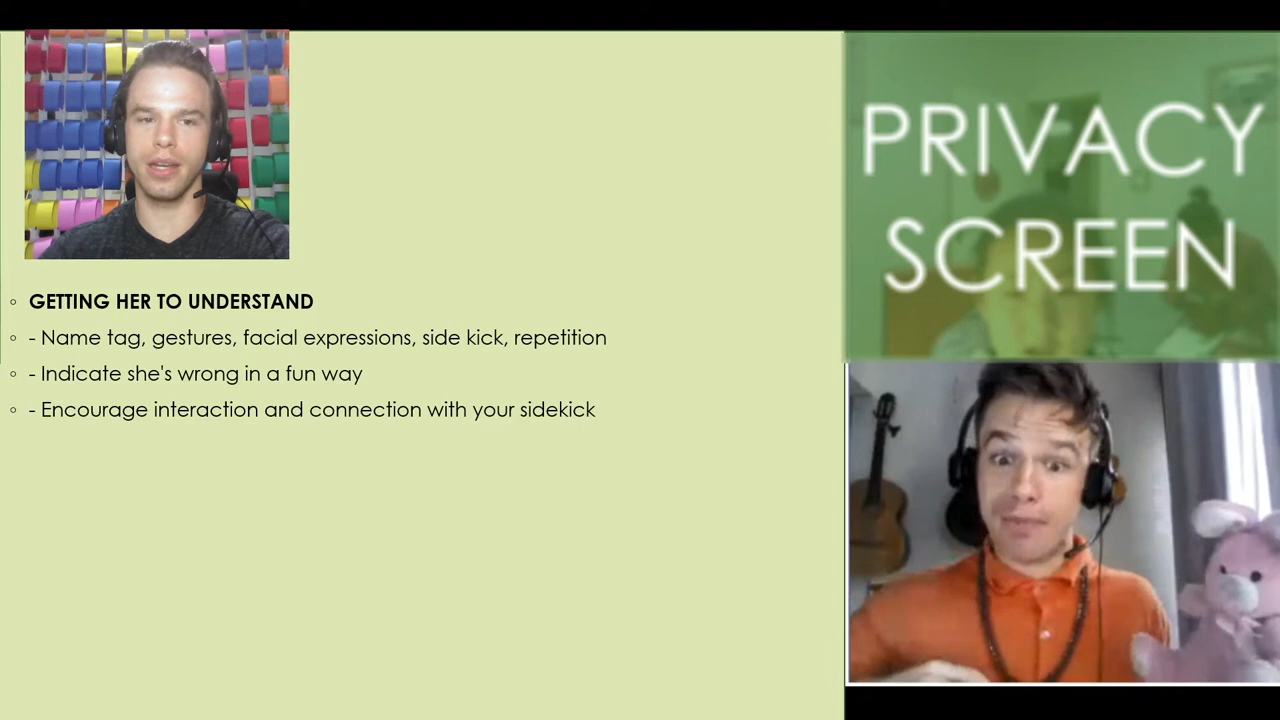 PRIVACY
SCREEN
GETTING HER TO UNDERSTAND
- Name tag, gestures, facial expressions, side kick, repetition
- Indicate she's wrong in a fun way
- Encourage interaction and connection with your sidekick